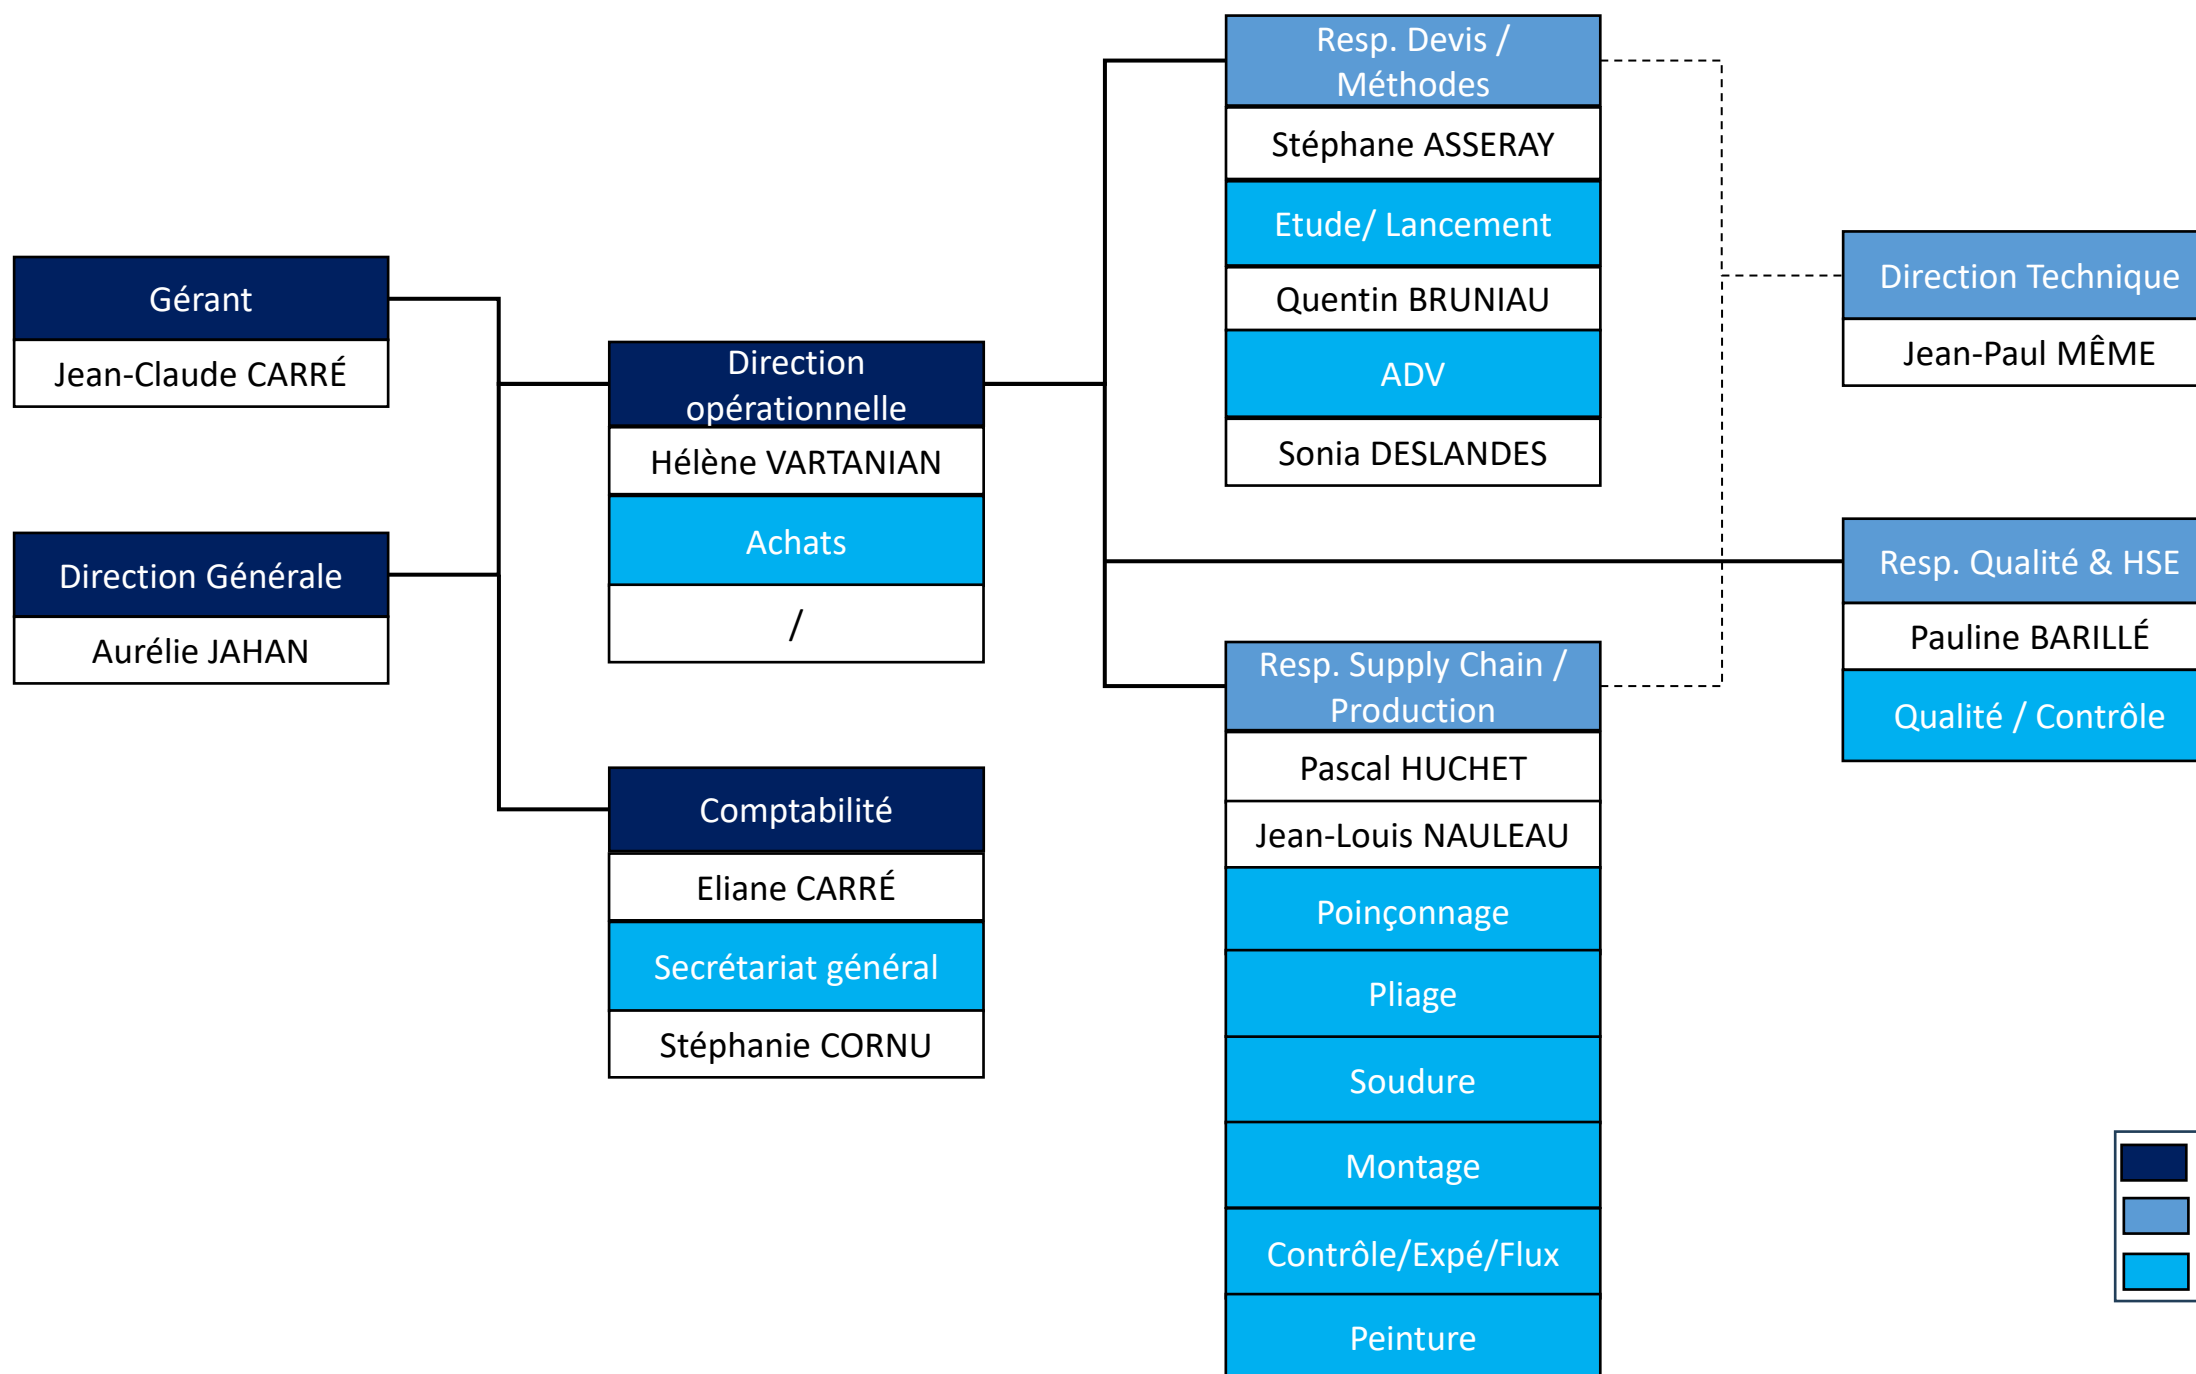 Gérant
Jean-Claude CARRÉ
Direction Générale
Aurélie JAHAN
Direction
opérationnelle
Hélène VARTANIAN
Achats
/
Comptabilité
Eliane CARRÉ
Secrétariat général
Stéphanie CORNU
Resp. Devis /
Méthodes
Stéphane ASSERAY
Etude/ Lancement
Quentin BRUNIAU
ADV
Sonia DESLANDES
Resp. Supply Chain /
Production
Pascal HUCHET
Jean-Louis NAULEAU
Poinçonnage
Pliage
Soudure
Montage
Contrôle/Expé/Flux
Peinture
Direction Technique
Jean-Paul MÊME
Resp. Qualité & HSE
Pauline BARILLÉ
Qualité / Contrôle